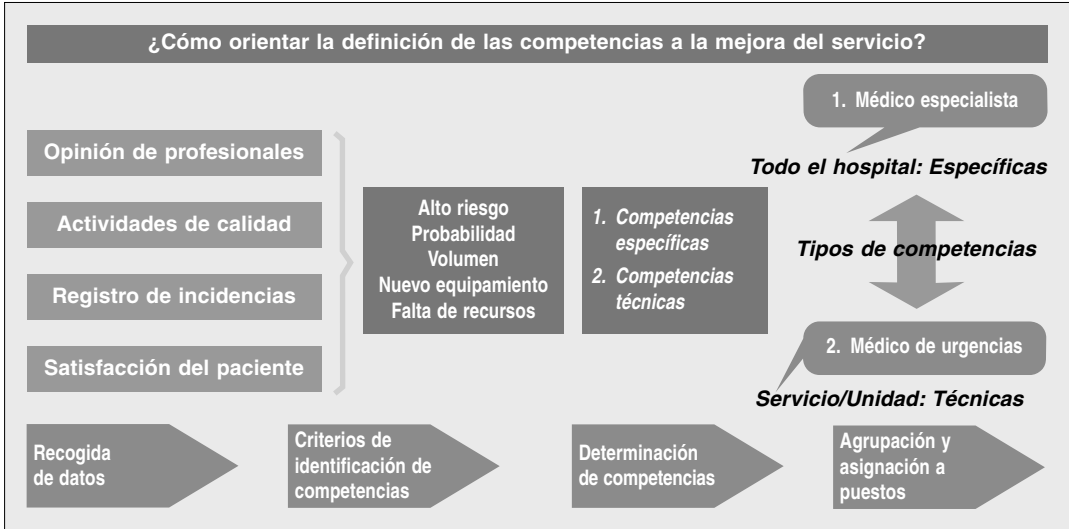 ¿Cómo orientar la definición de las competencias a la mejora del servicio?
Opinión de profesionales
Actividades de calidad
Registro de incidencias
Satisfacción del paciente
Alto riesgo
Probabilidad
Volumen
Nuevo equipamiento
Falta de recursos
1. Competencias
específicas
2. Competencias
técnicas
1. Médico especialista
Todo el hospital: Específicas
Tipos de competencias
2. Médico de urgencias
Servicio/Unidad: Técnicas
Recogida
de datos
Criterios de
identificación de
competencias
Determinación
de competencias
Agrupación y
asignación a
puestos